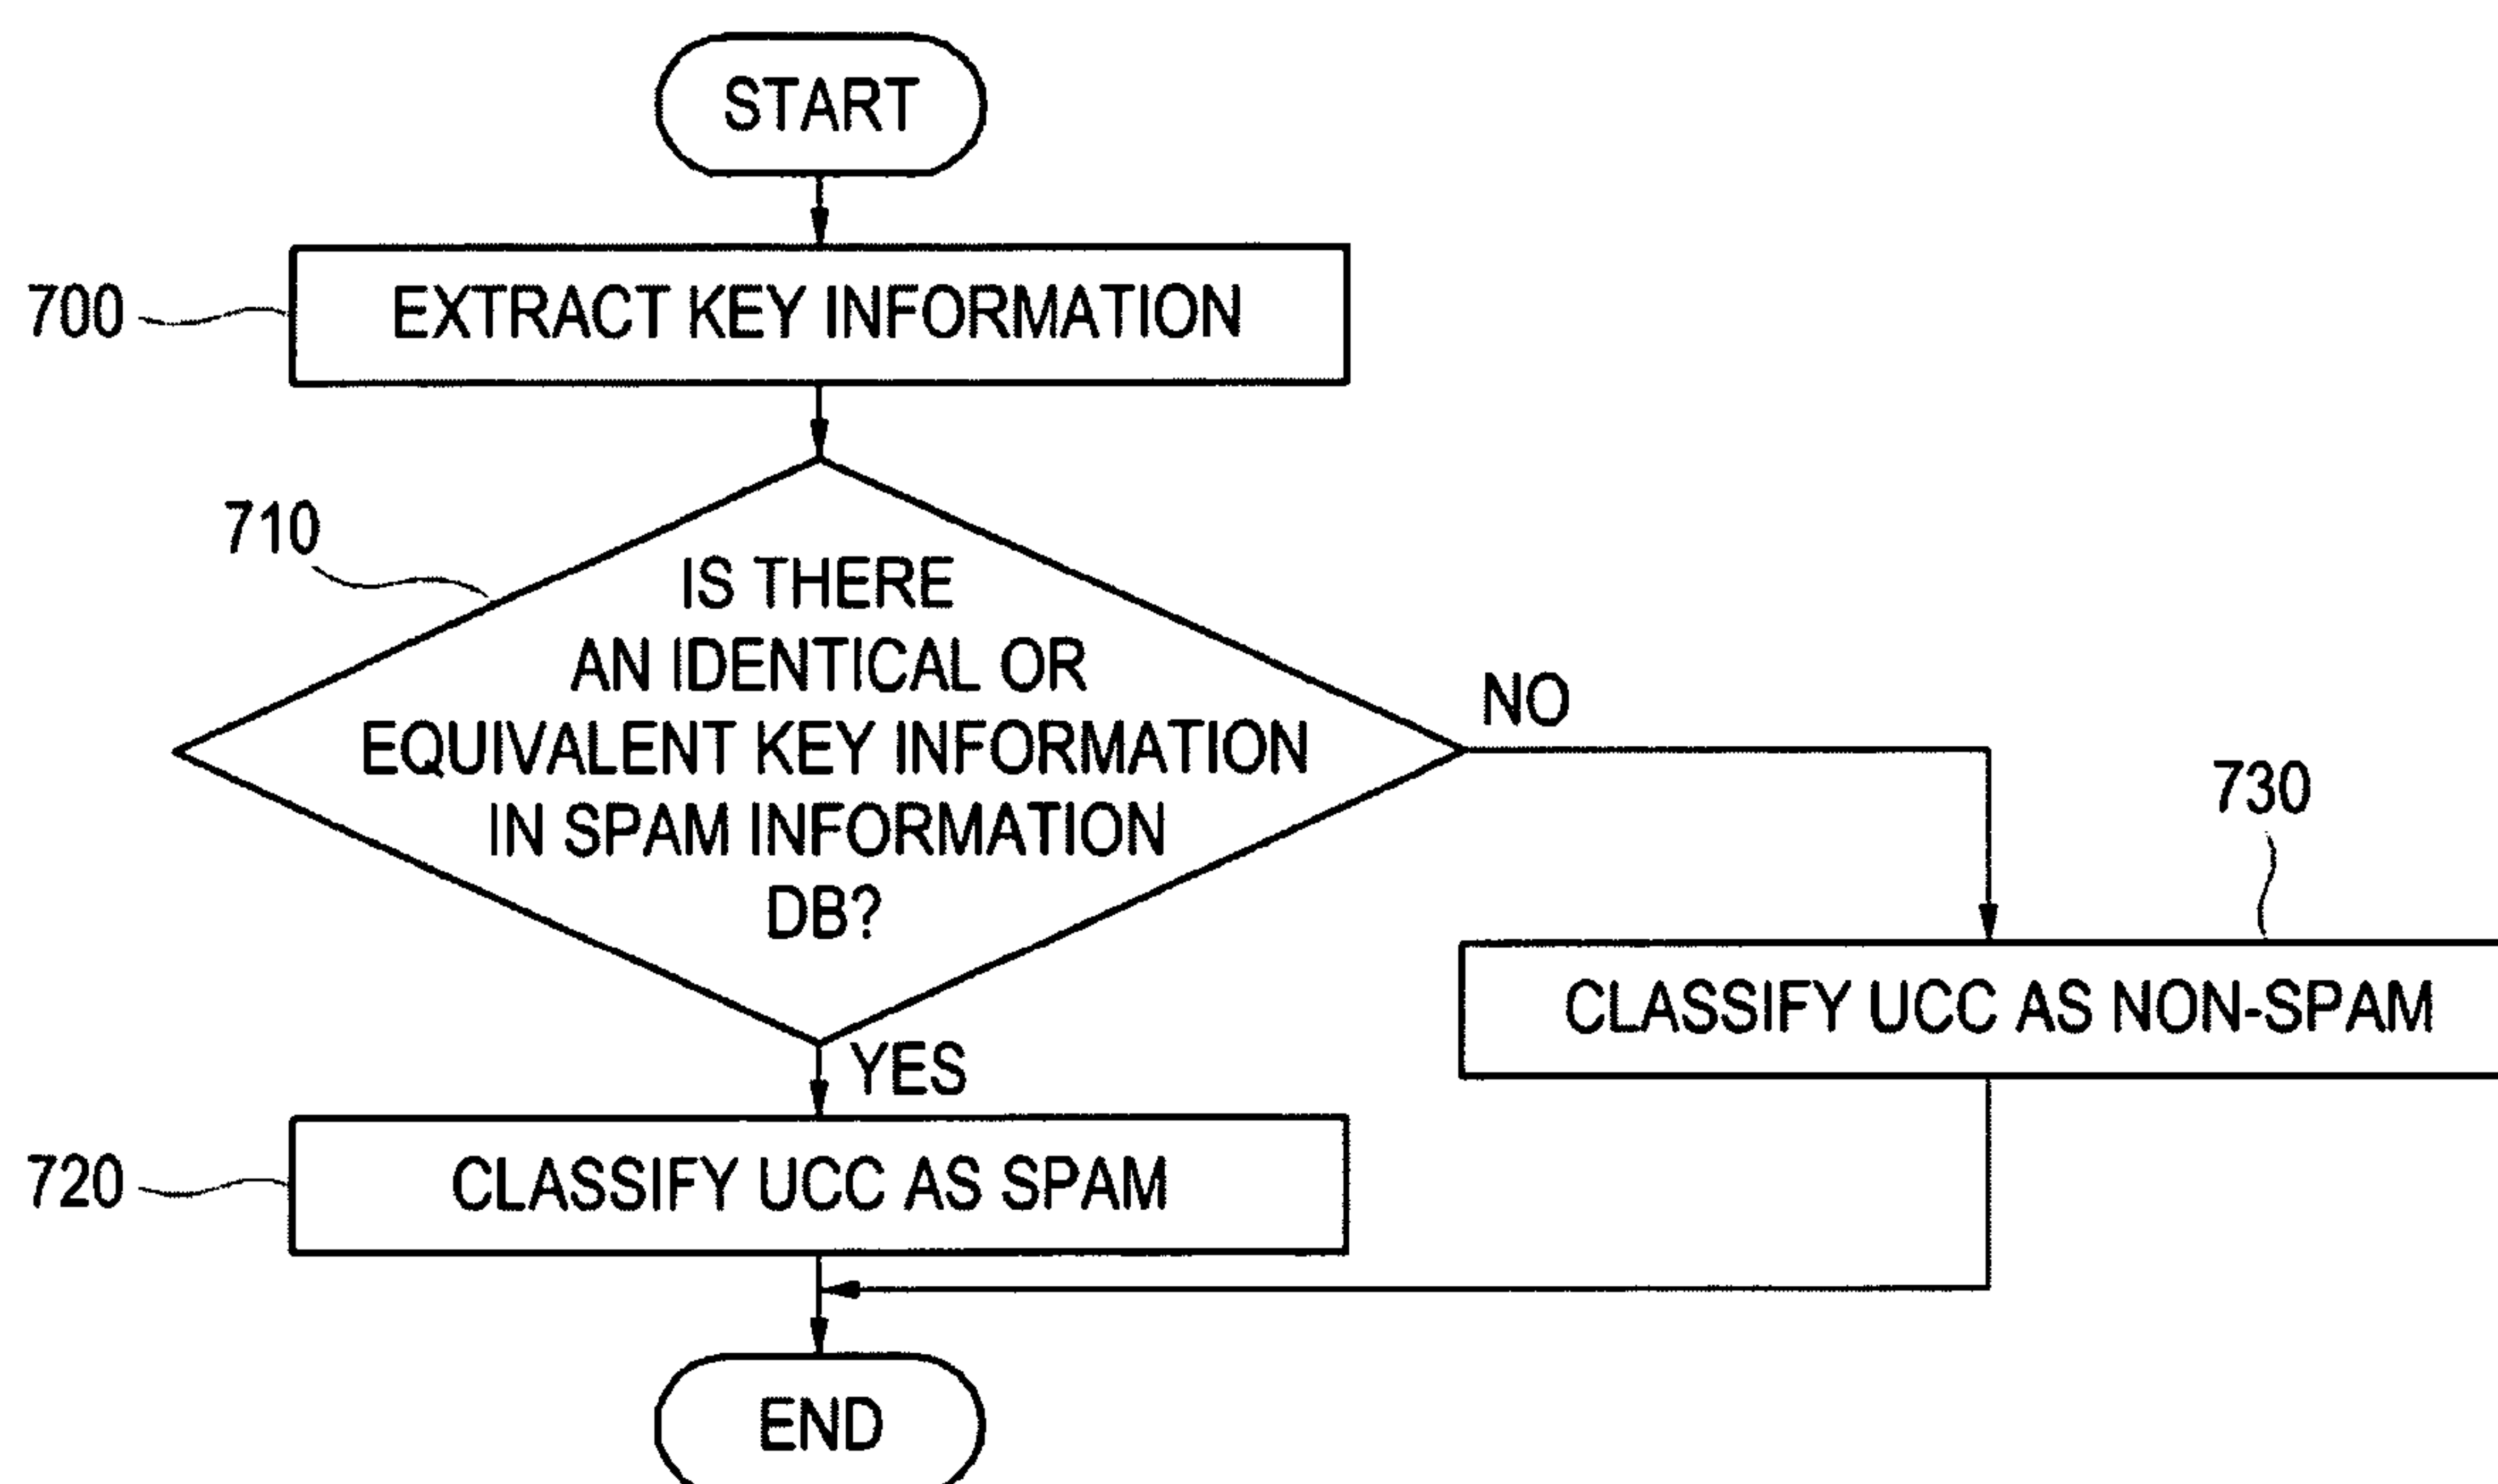 START
700
EXTRACT KEY INFORMATION
710
IS THERE
AN IDENTICAL OR
EQUIVALENT KEY INFORMATION
IN SPAM INFORMATION
DB?
NO
730
CLASSIFY UCC AS NON-SPAM
YES
720
CLASSIFY UCC AS SPAM
END